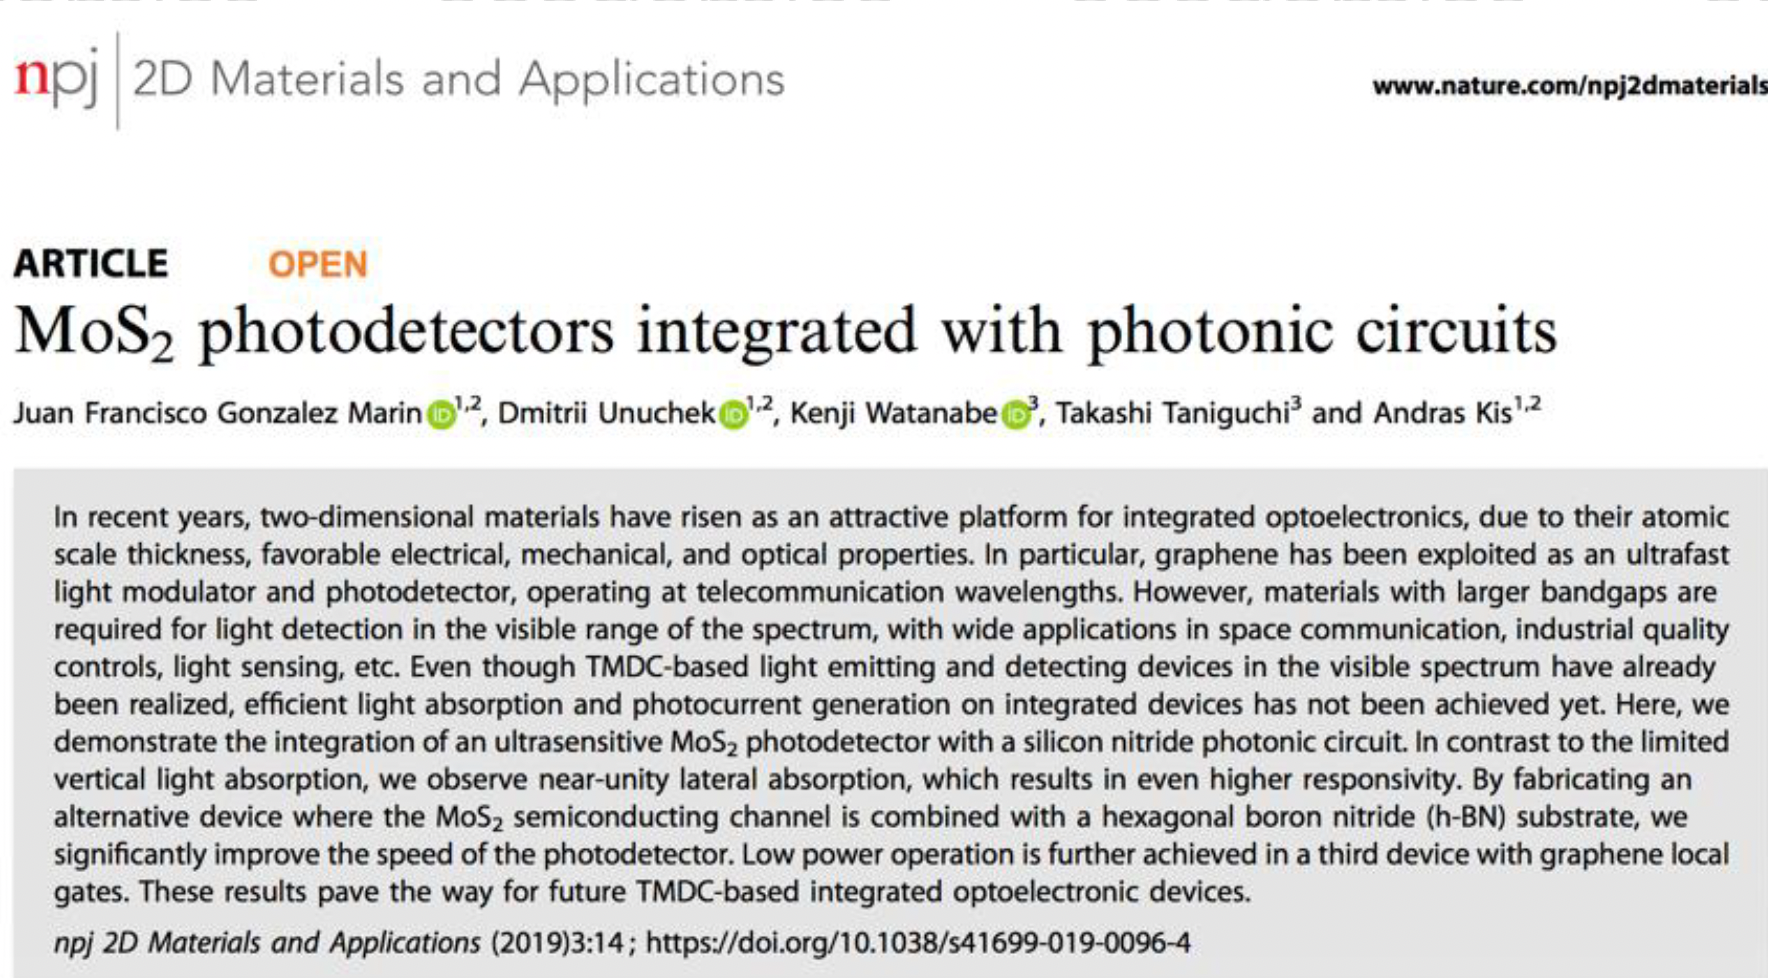 npj 2D Materials and Applications
www.nature.com/npj2dmaterials
ARTICLE OPEN
MoS₂ photodetectors integrated with photonic circuits
Juan Francisco Gonzalez Marin iD 1,2, Dmitrii Unuchek iD 1,2, Kenji Watanabe iD 3, Takashi Taniguchi3 and Andras Kis1,2
In recent years, two-dimensional materials have risen as an attractive platform for integrated optoelectronics, due to their atomic
scale thickness, favorable electrical, mechanical, and optical properties. In particular, graphene has been exploited as an ultrafast
light modulator and photodetector, operating at telecommunication wavelengths. However, materials with larger bandgaps are
required for light detection in the visible range of the spectrum, with wide applications in space communication, industrial quality
controls, light sensing, etc. Even though TMDC-based light emitting and detecting devices in the visible spectrum have already
been realized, efficient light absorption and photocurrent generation on integrated devices has not been achieved yet. Here, we
demonstrate the integration of an ultrasensitive MoS₂ photodetector with a silicon nitride photonic circuit. In contrast to the limited
vertical light absorption, we observe near-unity lateral absorption, which results in even higher responsivity. By fabricating an
alternative device where the MoS₂ semiconducting channel is combined with a hexagonal boron nitride (h-BN) substrate, we
significantly improve the speed of the photodetector. Low power operation is further achieved in a third device with graphene local
gates. These results pave the way for future TMDC-based integrated optoelectronic devices.
npj 2D Materials and Applications (2019)3:14 ; https://doi.org/10.1038/s41699-019-0096-4